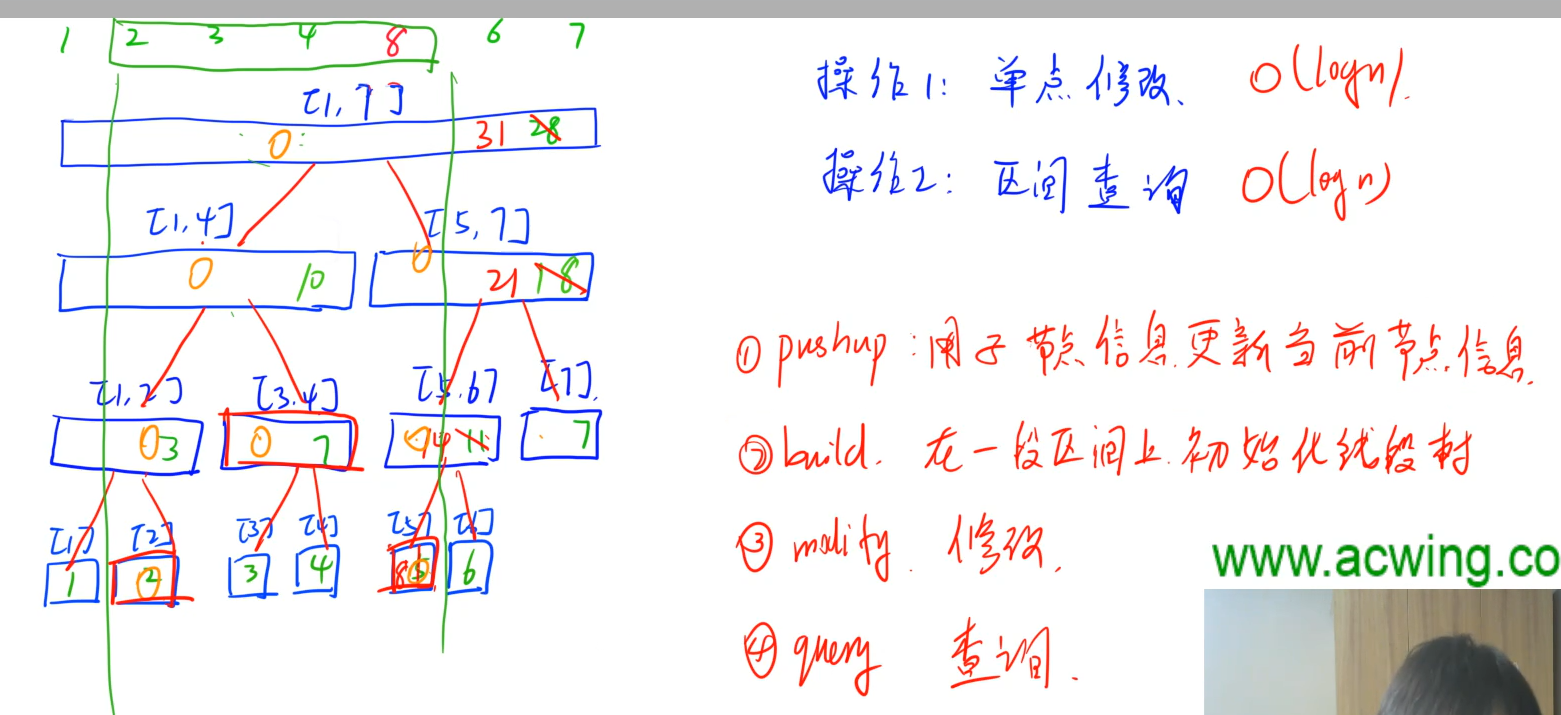 1 2 3 4 8 6 7
[1,7]
0 31 28
[1,4] [5,7]
0 10 0 21 18
[1,2] [3,4] [5,6] [7]
0 3 0 7 14 11 7
[1] [2] [3] [4] [5] [6]
1 2 0 3 4 8 0 6
操作1: 单点修改、 O(logn).
操作2: 区间查询 O(logn)
① pushup: 用子节点信息更新当前节点信息.
② build. 在一段区间上初始化线段树
③ modify 修改.
④ query 查询.
www.acwing.co